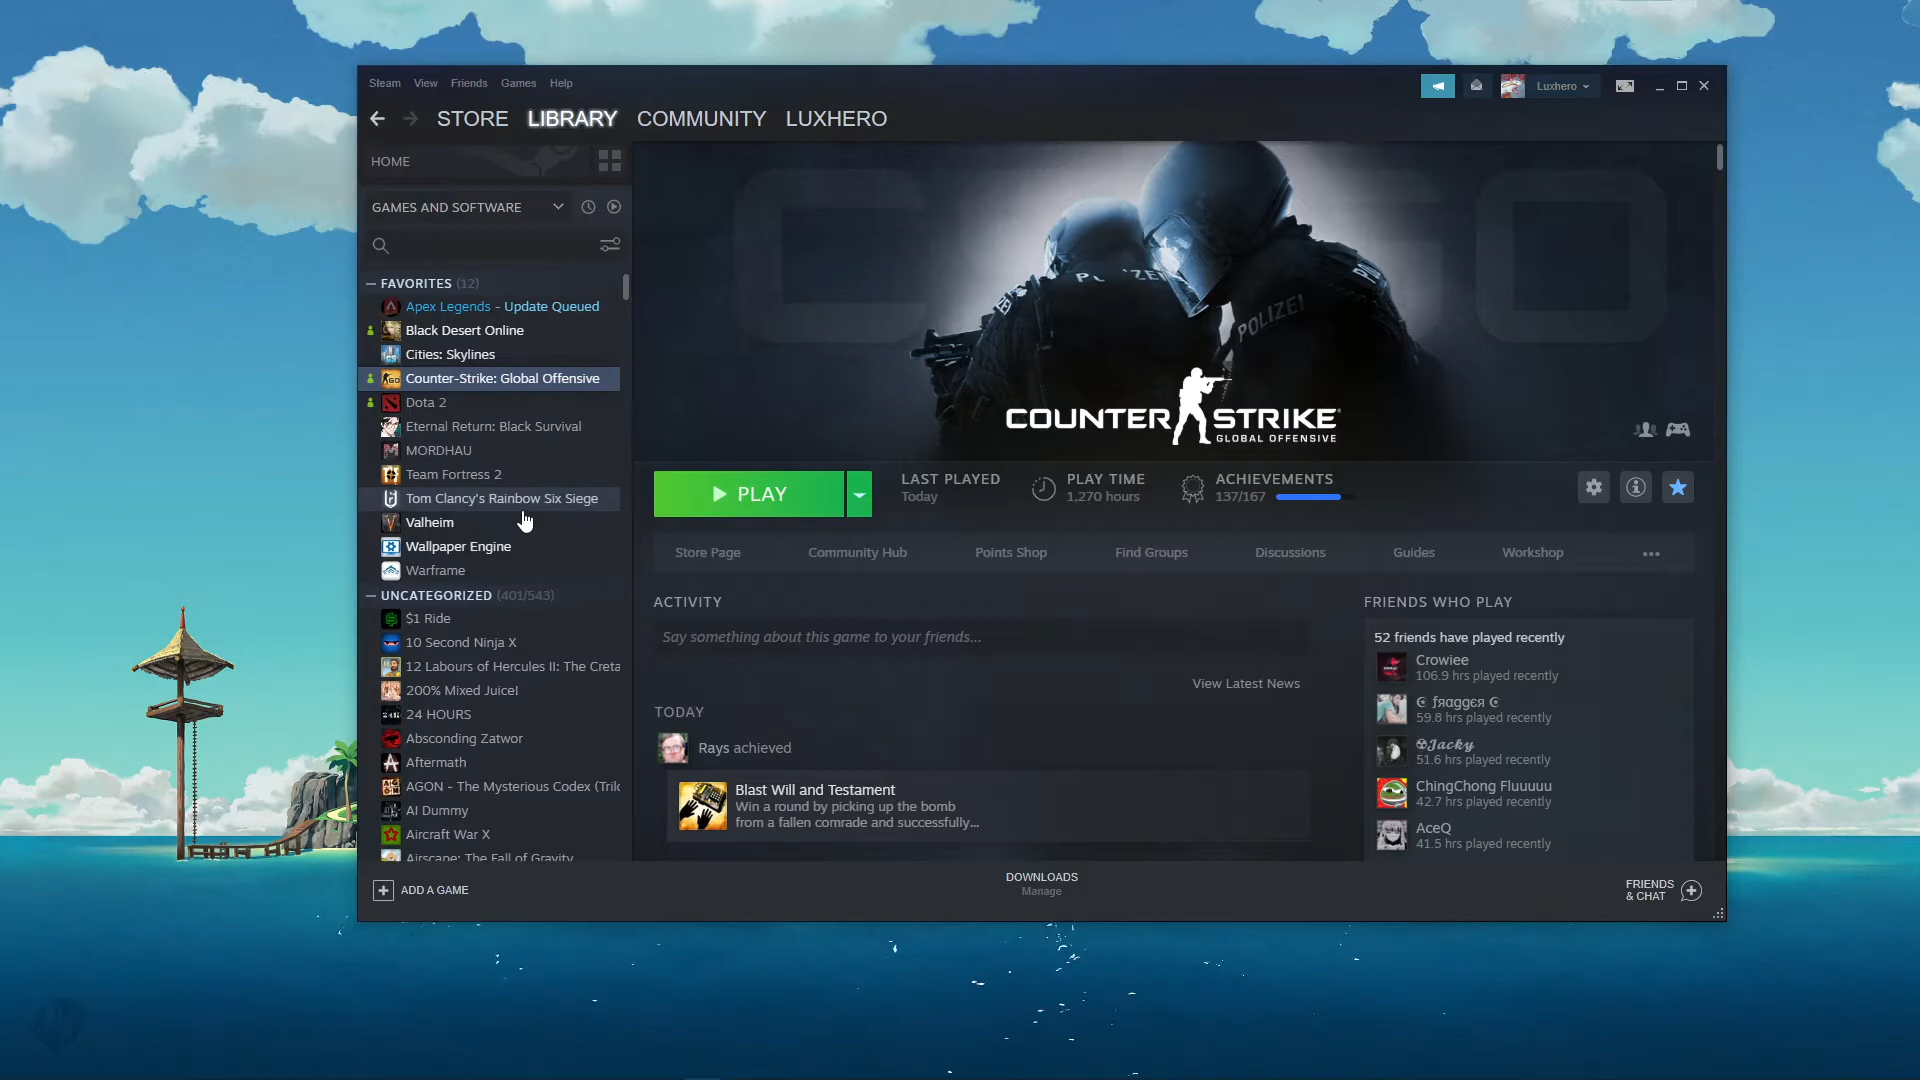 Steam View Friends Games Help
Luxhero
STORE LIBRARY COMMUNITY LUXHERO
HOME
GAMES AND SOFTWARE
FAVORITES (12)
Apex Legends - Update Queued
Black Desert Online
Cities: Skylines
Counter-Strike: Global Offensive
Dota 2
Eternal Return: Black Survival
MORDHAU
Team Fortress 2
Tom Clancy's Rainbow Six Siege
Valheim
Wallpaper Engine
Warframe
UNCATEGORIZED (401/543)
$1 Ride
10 Second Ninja X
12 Labours of Hercules II: The Creta
200% Mixed Juice!
24 HOURS
Absconding Zatwor
Aftermath
AGON - The Mysterious Codex (Trilo
AI Dummy
Aircraft War X
Airscape: The Fall of Gravity
POLIZEI
POLIZEI
COUNTER STRIKE
GLOBAL OFFENSIVE
PLAY
LAST PLAYED
Today
PLAY TIME
1,270 hours
ACHIEVEMENTS
137/167
Store Page Community Hub Points Shop Find Groups Discussions Guides Workshop
ACTIVITY
Say something about this game to your friends...
View Latest News
TODAY
Rays achieved
Blast Will and Testament
Win a round by picking up the bomb
from a fallen comrade and successfully...
FRIENDS WHO PLAY
52 friends have played recently
Crowiee
106.9 hrs played recently
☪ ƒяαggєя ☪
59.8 hrs played recently
☢𝓙𝓪𝓬𝓴𝔂
51.6 hrs played recently
ChingChong Fluuuuu
42.7 hrs played recently
AceQ
41.5 hrs played recently
ADD A GAME
DOWNLOADS
Manage
FRIENDS
& CHAT